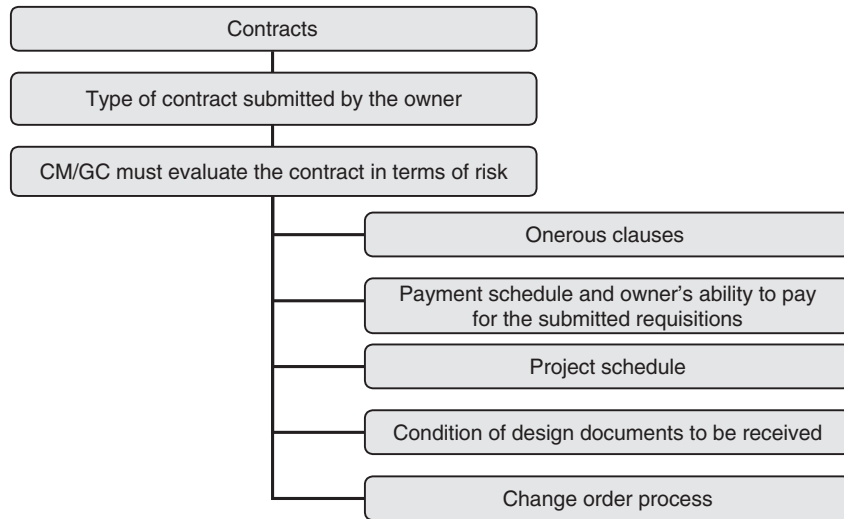 Contracts
Type of contract submitted by the owner
CM/GC must evaluate the contract in terms of risk
Onerous clauses
Payment schedule and owner’s ability to pay
for the submitted requisitions
Project schedule
Condition of design documents to be received
Change order process